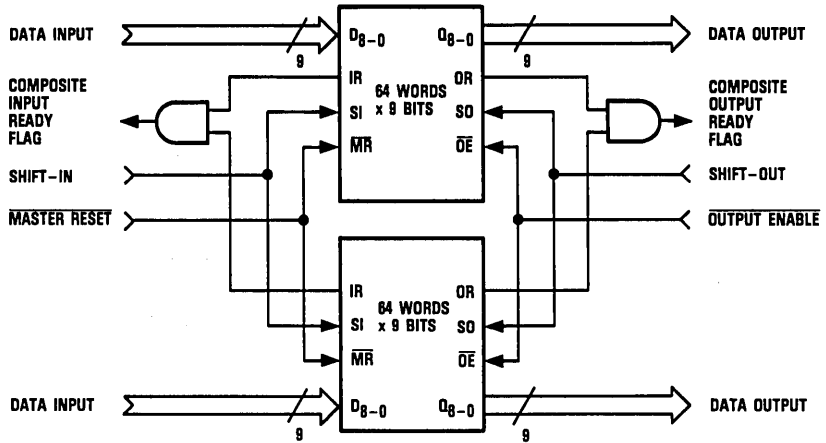 DATA INPUT
9
D8-0
Q8-0
9
DATA OUTPUT
COMPOSITE
INPUT
READY
FLAG
IR
SI
MR
64 WORDS
x 9 BITS
OR
SO
OE
COMPOSITE
OUTPUT
READY
FLAG
SHIFT-IN
SHIFT-OUT
MASTER RESET
OUTPUT ENABLE
IR
SI
MR
64 WORDS
x 9 BITS
OR
SO
OE
DATA INPUT
9
D8-0
Q8-0
9
DATA OUTPUT